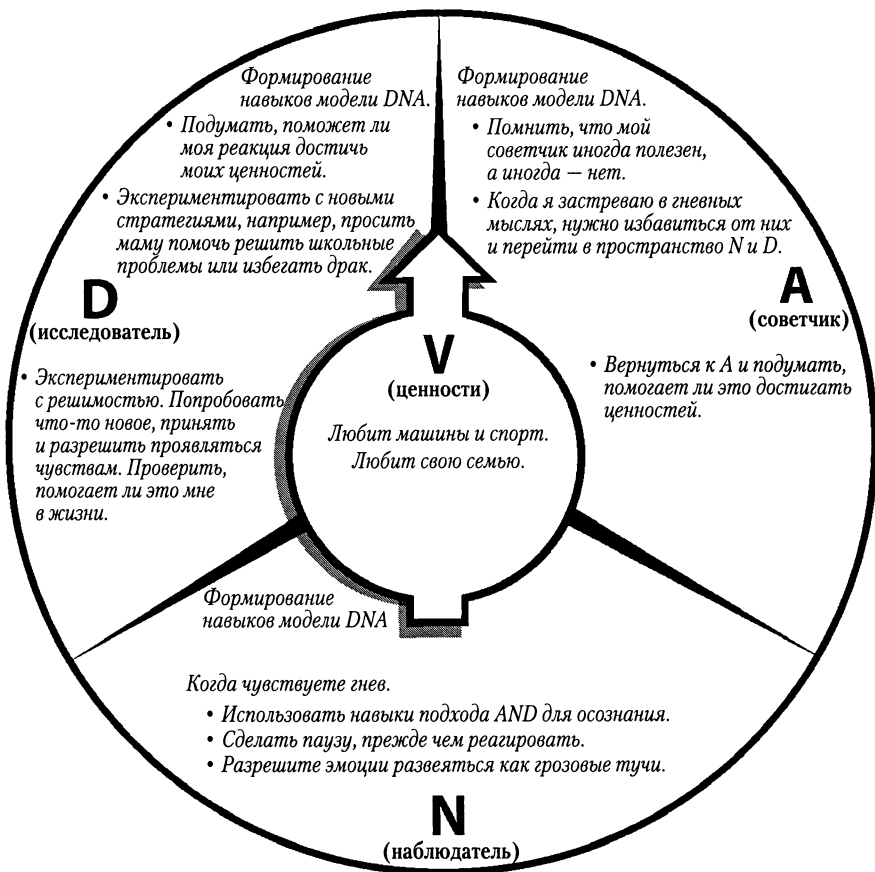 Формирование
навыков модели DNA.
• Подумать, поможет ли
моя реакция достичь
моих ценностей.
• Экспериментировать с новыми
стратегиями, например, просить
маму помочь решить школьные
проблемы или избегать драк.
D
(исследователь)
• Экспериментировать
с решимостью. Попробовать
что-то новое, принять
и разрешить проявляться
чувствам. Проверить,
помогает ли это мне
в жизни.
Формирование
навыков модели DNA.
• Помнить, что мой
советчик иногда полезен,
а иногда — нет.
• Когда я застреваю в гневных
мыслях, нужно избавиться от них
и перейти в пространство N и D.
A
(советчик)
• Вернуться к A и подумать,
помогает ли это достигать
ценностей.
V
(ценности)
Любит машины и спорт.
Любит свою семью.
Формирование
навыков модели DNA
Когда чувствуете гнев.
• Использовать навыки подхода AND для осознания.
• Сделать паузу, прежде чем реагировать.
• Разрешите эмоции развеяться как грозовые тучи.
N
(наблюдатель)